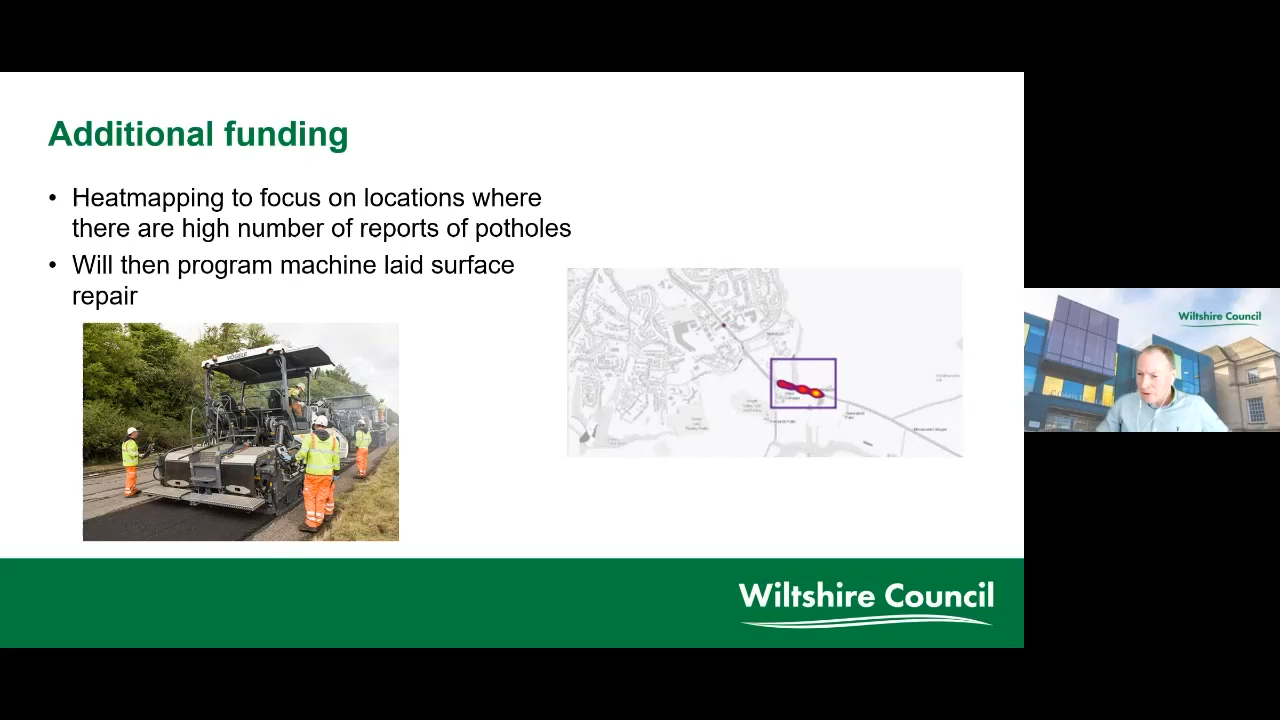 Additional funding
• Heatmapping to focus on locations where
there are high number of reports of potholes
• Will then program machine laid surface
repair
VÖGELE
Wiltshire Council
Wiltshire Council